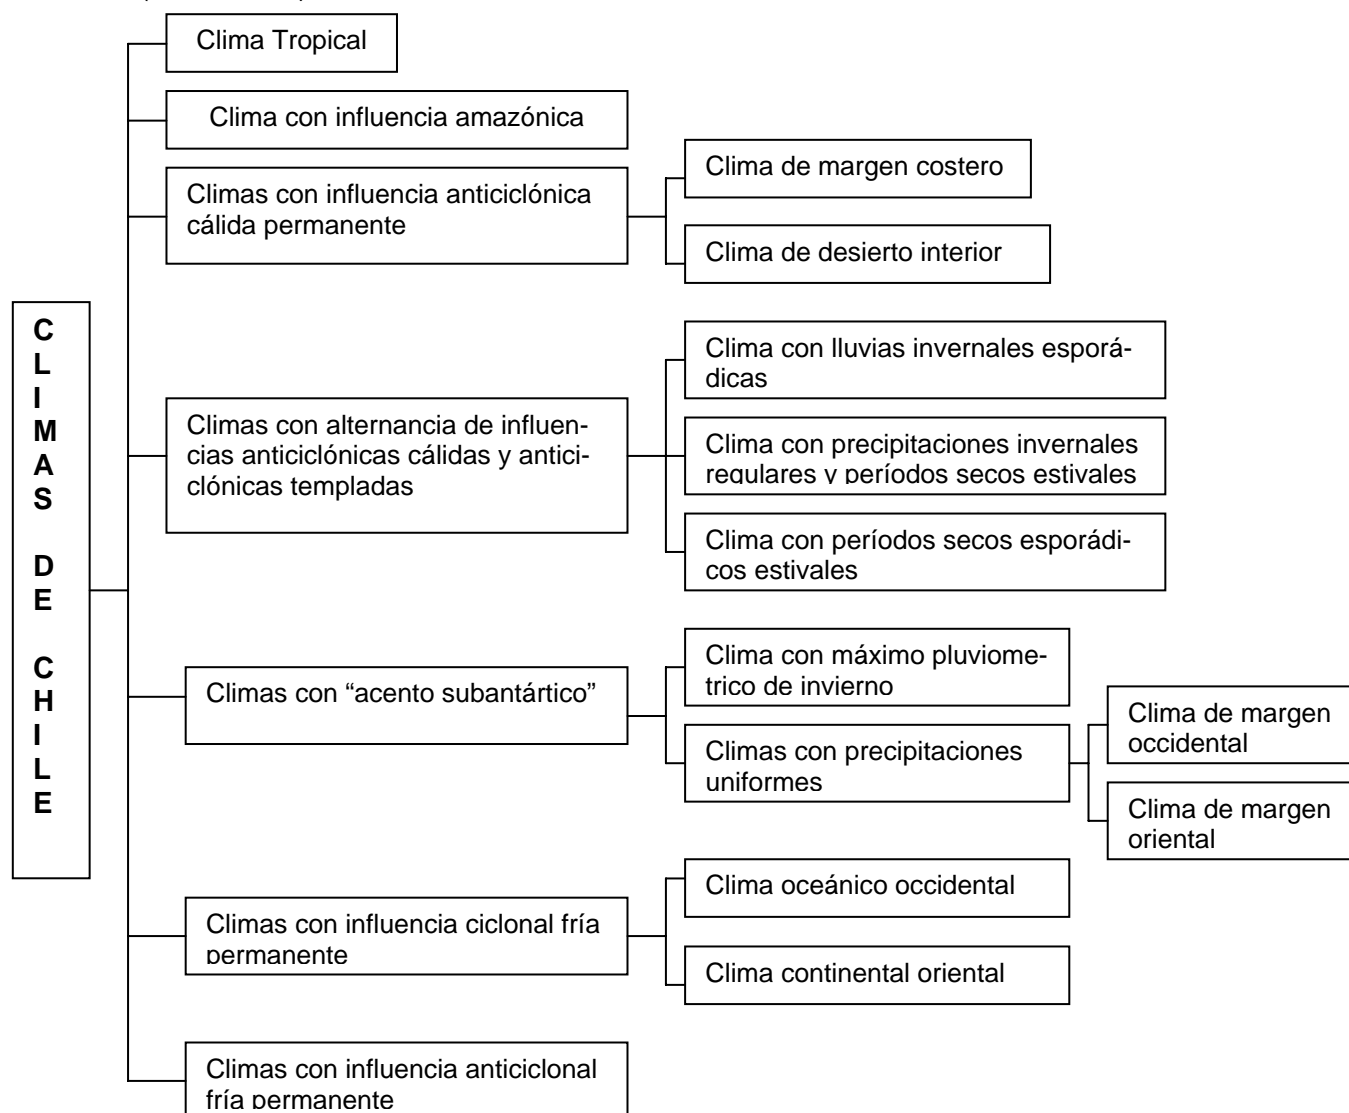 Clima Tropical
Clima con influencia amazónica
Climas con influencia anticiclónica
cálida permanente
Clima de margen costero
Clima de desierto interior
C
L
I
M
A
S
D
E
C
H
I
L
E
Climas con alternancia de influen-
cias anticiclónicas cálidas y antici-
clónicas templadas
Clima con lluvias invernales esporá-
dicas
Clima con precipitaciones invernales
regulares y períodos secos estivales
Clima con períodos secos esporádi-
cos estivales
Climas con “acento subantártico”
Clima con máximo pluviome-
trico de invierno
Climas con precipitaciones
uniformes
Clima de margen
occidental
Clima de margen
oriental
Climas con influencia ciclonal fría
permanente
Clima oceánico occidental
Clima continental oriental
Climas con influencia anticiclonal
fría permanente